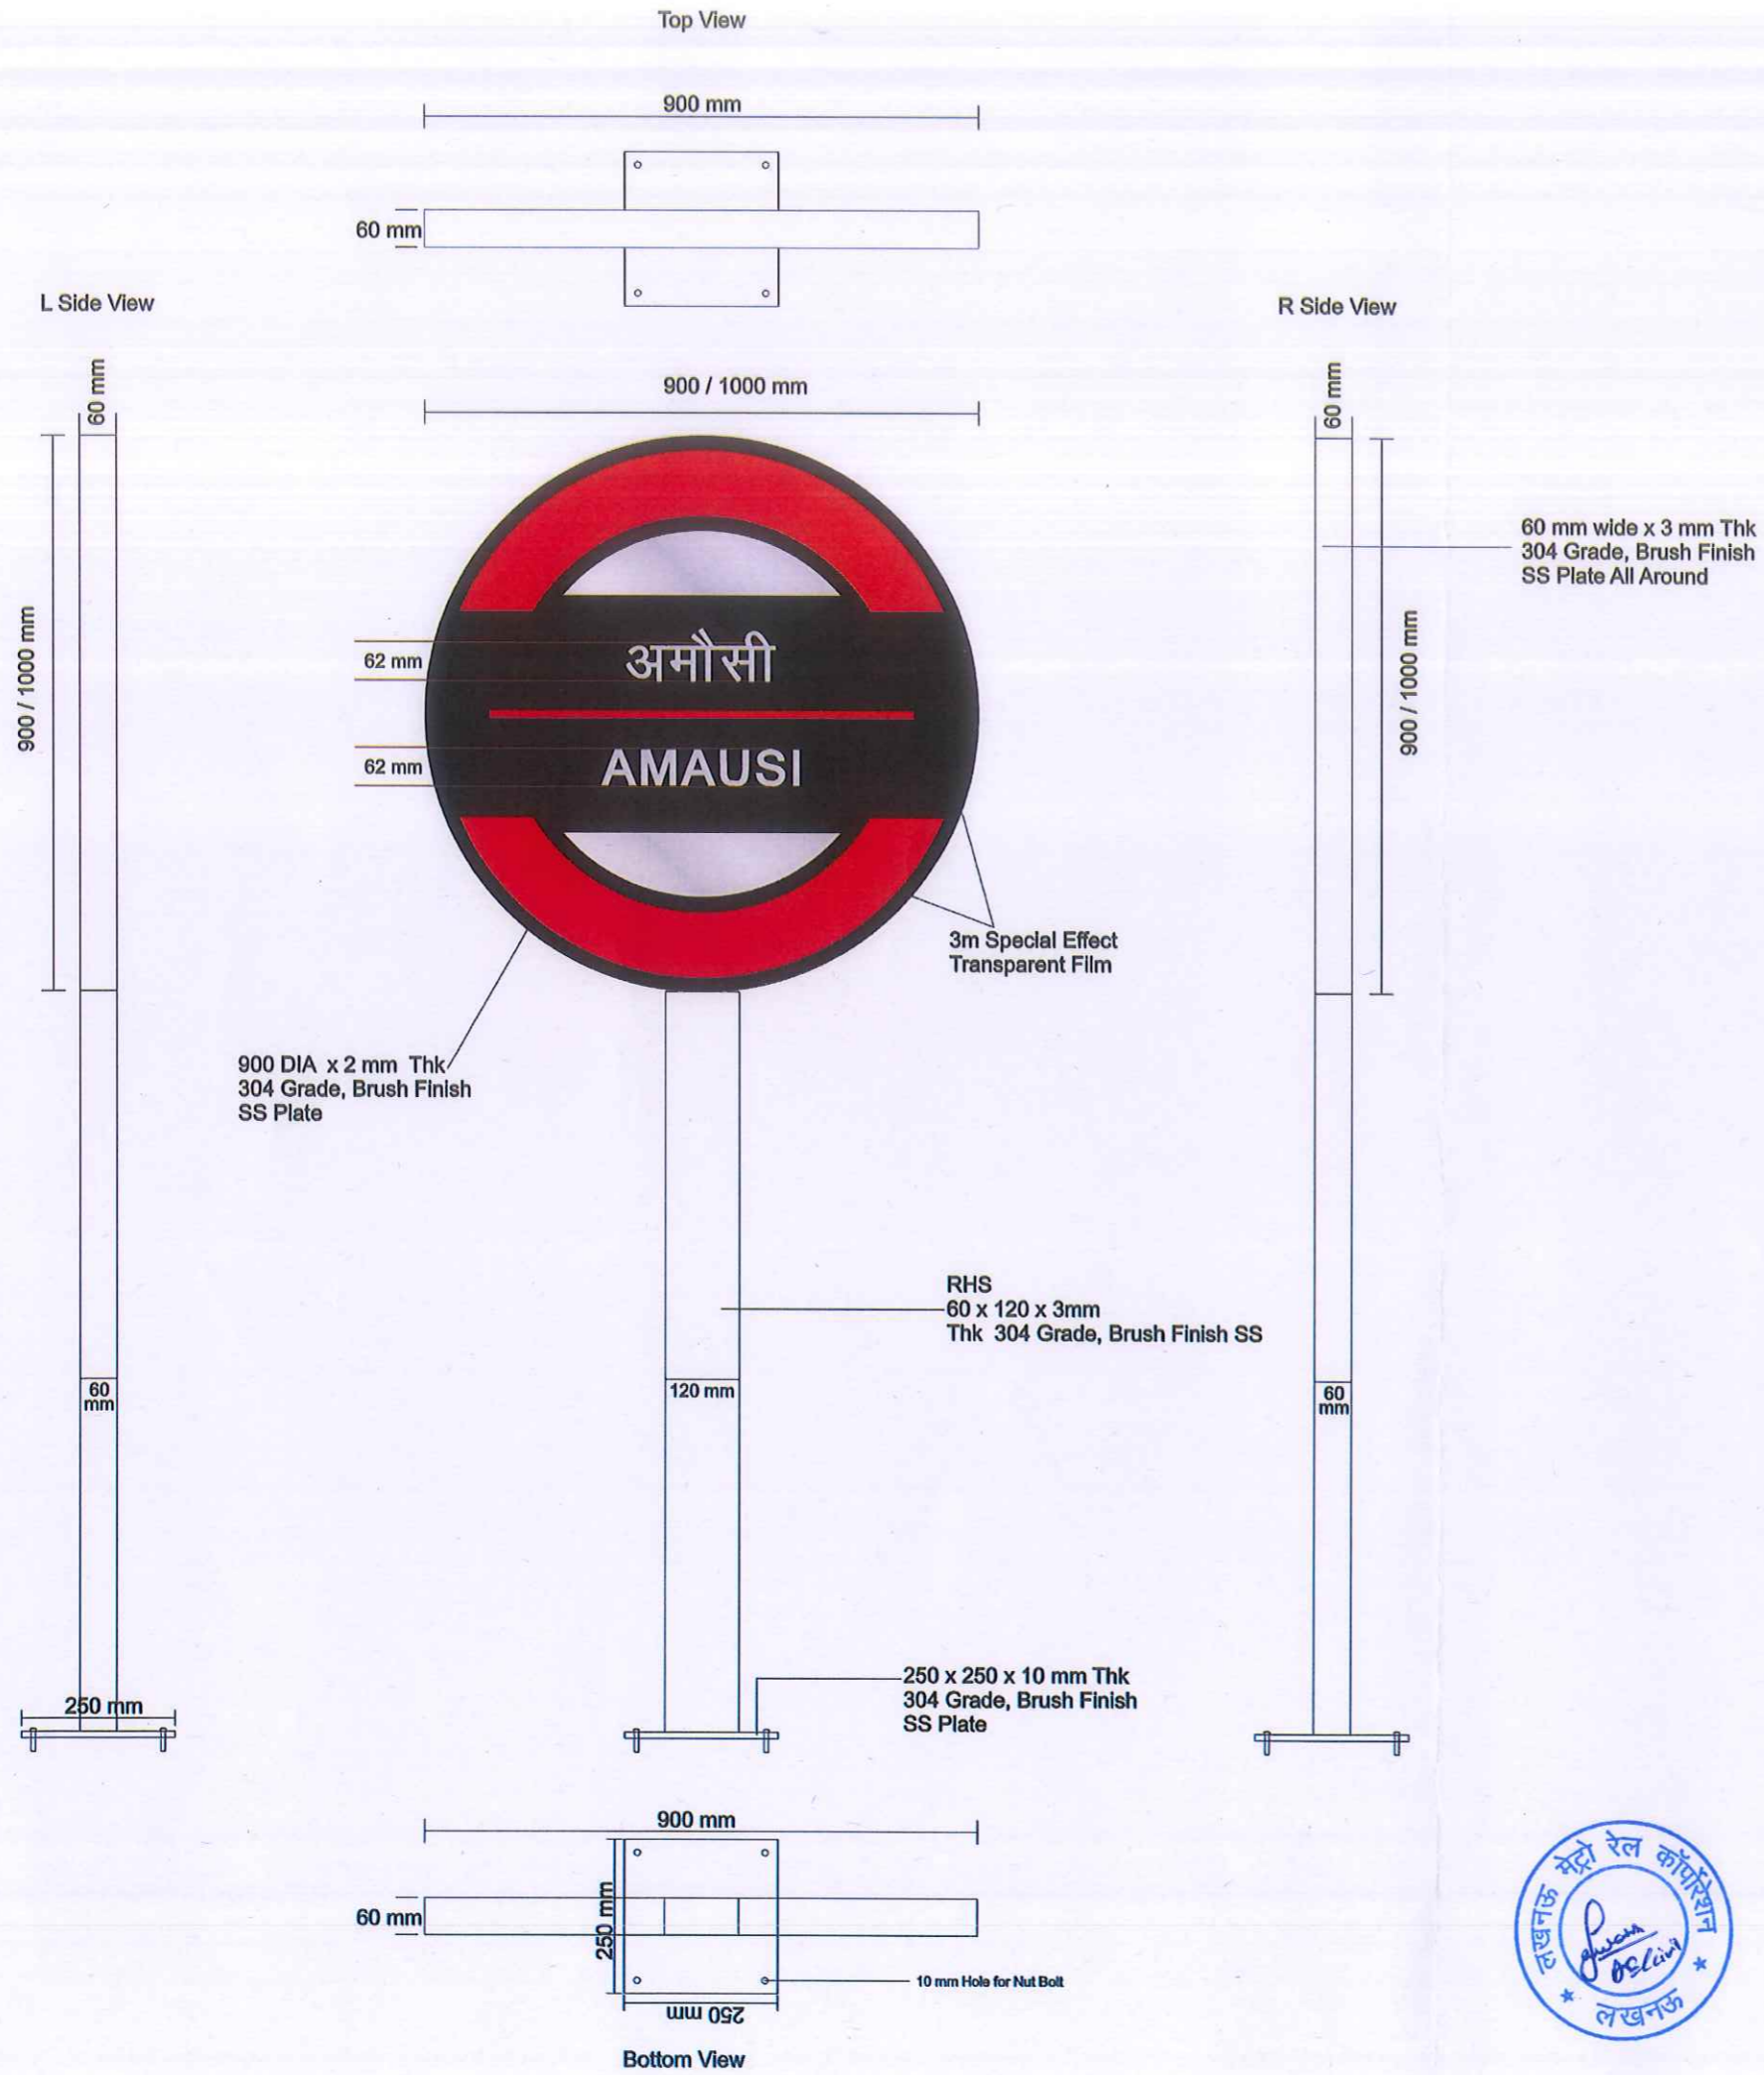 Top View
900 mm
60 mm
L Side View
R Side View
60 mm
900 / 1000 mm
60 mm
900 / 1000 mm
60 mm wide x 3 mm Thk
304 Grade, Brush Finish
SS Plate All Around
900 / 1000 mm
62 mm
अमौसी
62 mm
AMAUSI
3m Special Effect
Transparent Film
900 DIA x 2 mm Thk
304 Grade, Brush Finish
SS Plate
RHS
60 x 120 x 3mm
Thk 304 Grade, Brush Finish SS
60
mm
120 mm
60
mm
250 x 250 x 10 mm Thk
304 Grade, Brush Finish
SS Plate
250 mm
900 mm
60 mm
250 mm
10 mm Hole for Nut Bolt
250 mm
Bottom View
लखनऊ मेट्रो रेल कॉर्पोरेशन
लखनऊ